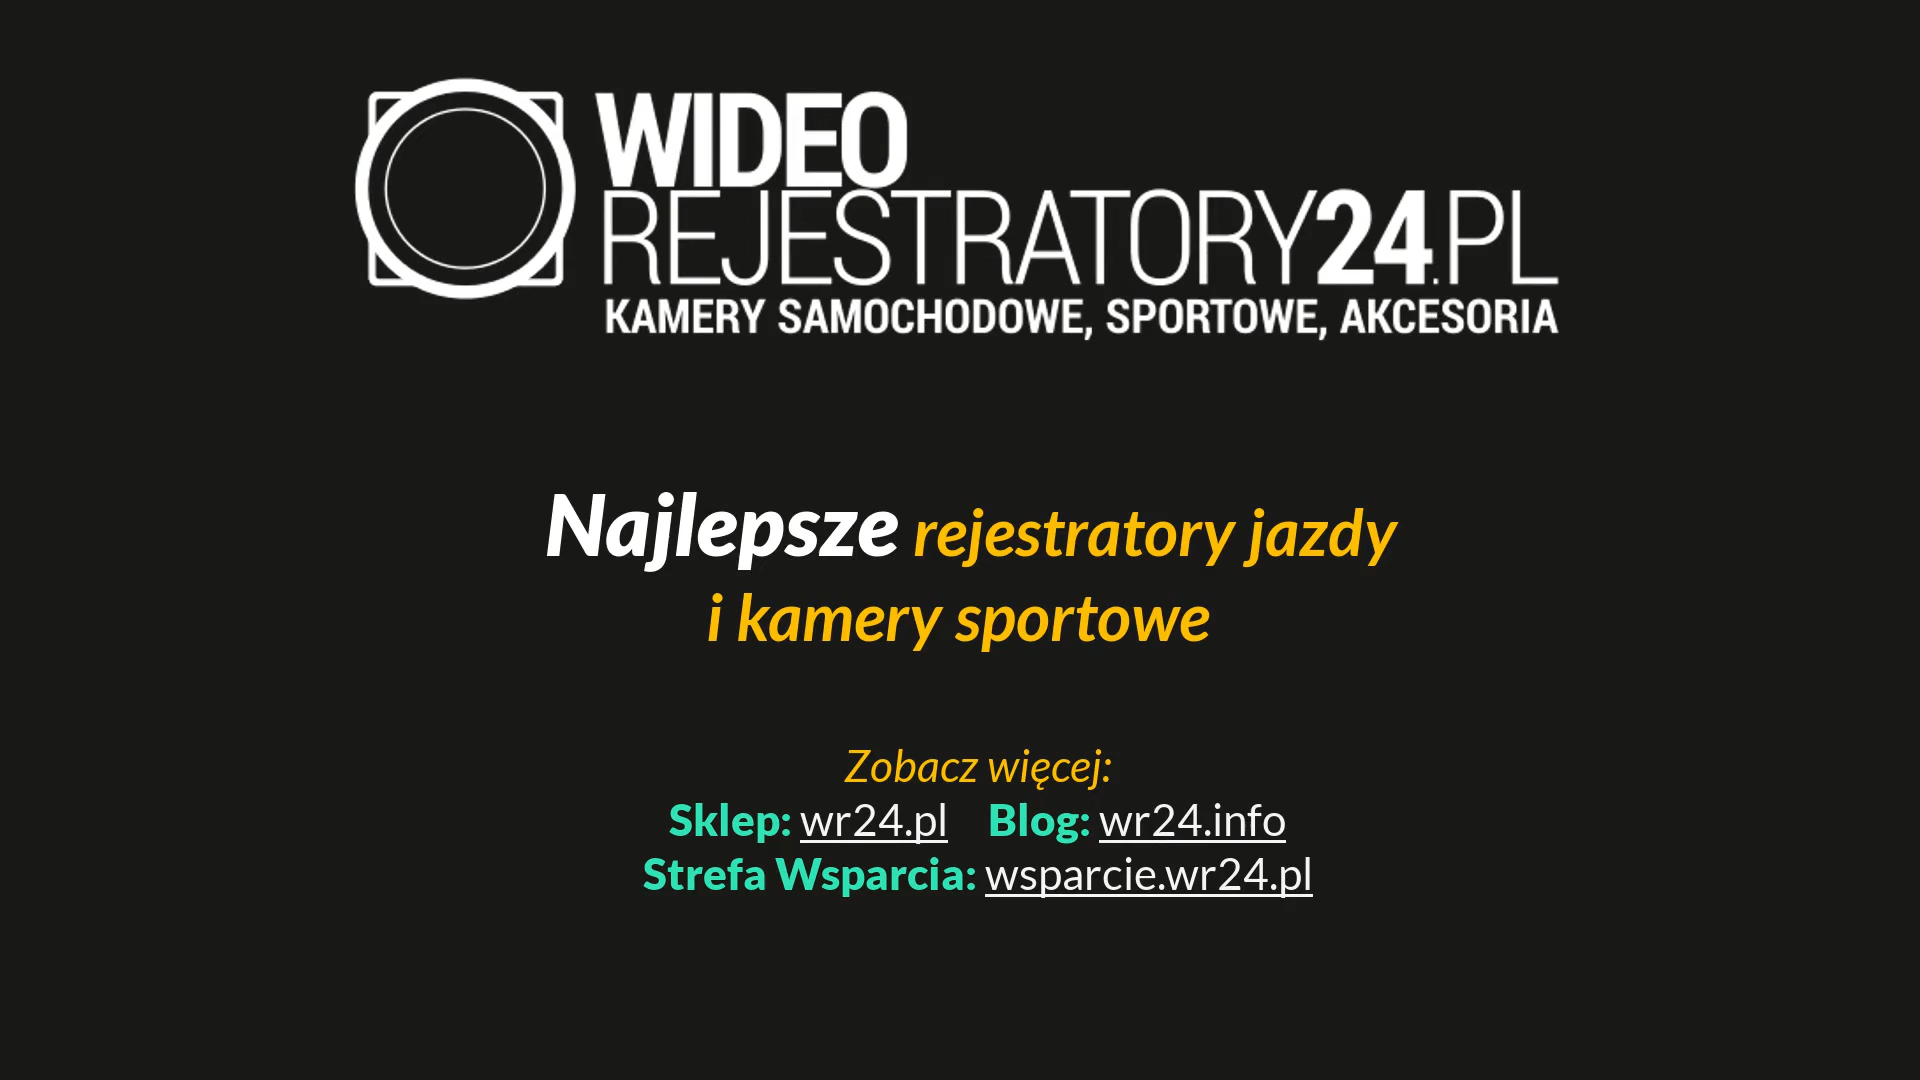 WIDEO
REJESTRATORY24.PL
KAMERY SAMOCHODOWE, SPORTOWE, AKCESORIA
Najlepsze rejestratory jazdy
i kamery sportowe
Zobacz więcej:
Sklep: wr24.pl Blog: wr24.info
Strefa Wsparcia: wsparcie.wr24.pl